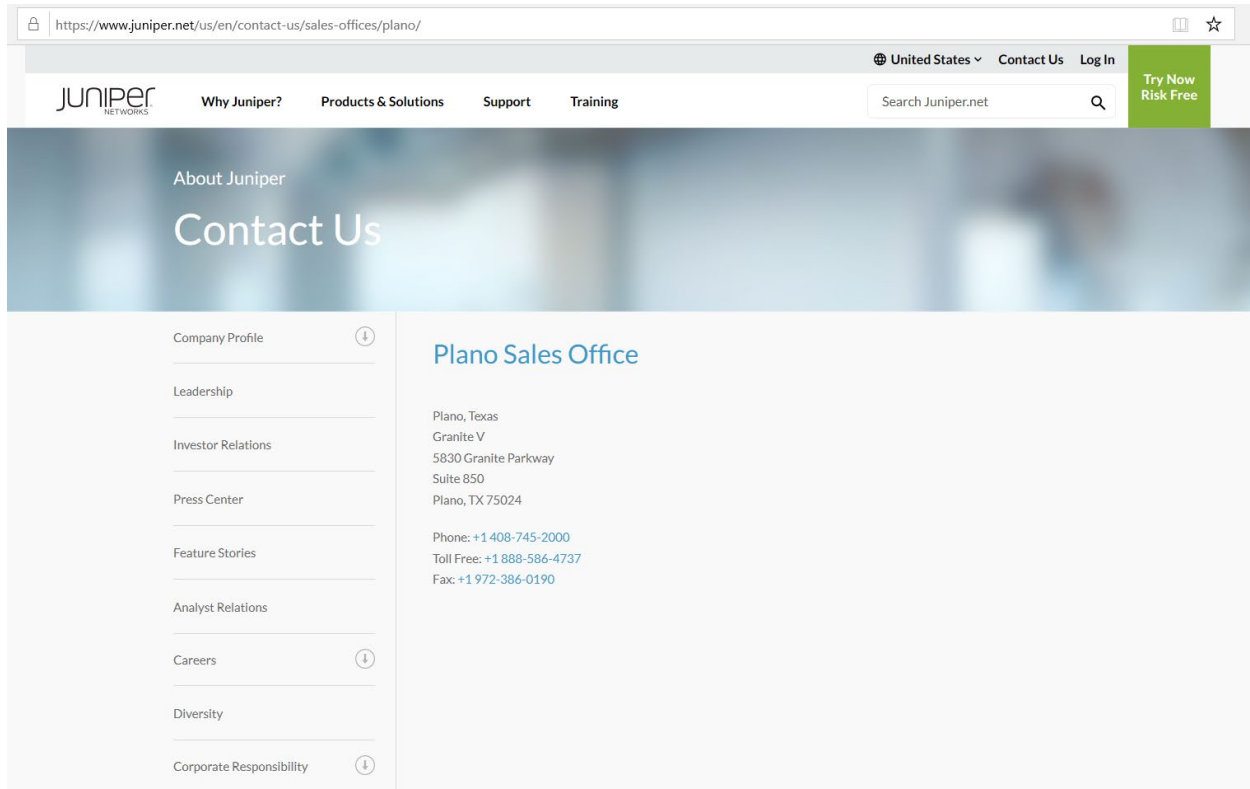 https://www.juniper.net/us/en/contact-us/sales-offices/plano/
United States Contact Us Log In
Try Now
Risk Free
JUNIPER
NETWORKS
Why Juniper? Products & Solutions Support Training
Search Juniper.net
About Juniper
Contact Us
Company Profile
Leadership
Investor Relations
Press Center
Feature Stories
Analyst Relations
Careers
Diversity
Corporate Responsibility
Plano Sales Office
Plano, Texas
Granite V
5830 Granite Parkway
Suite 850
Plano, TX 75024
Phone: +1 408-745-2000
Toll Free: +1 888-586-4737
Fax: +1 972-386-0190